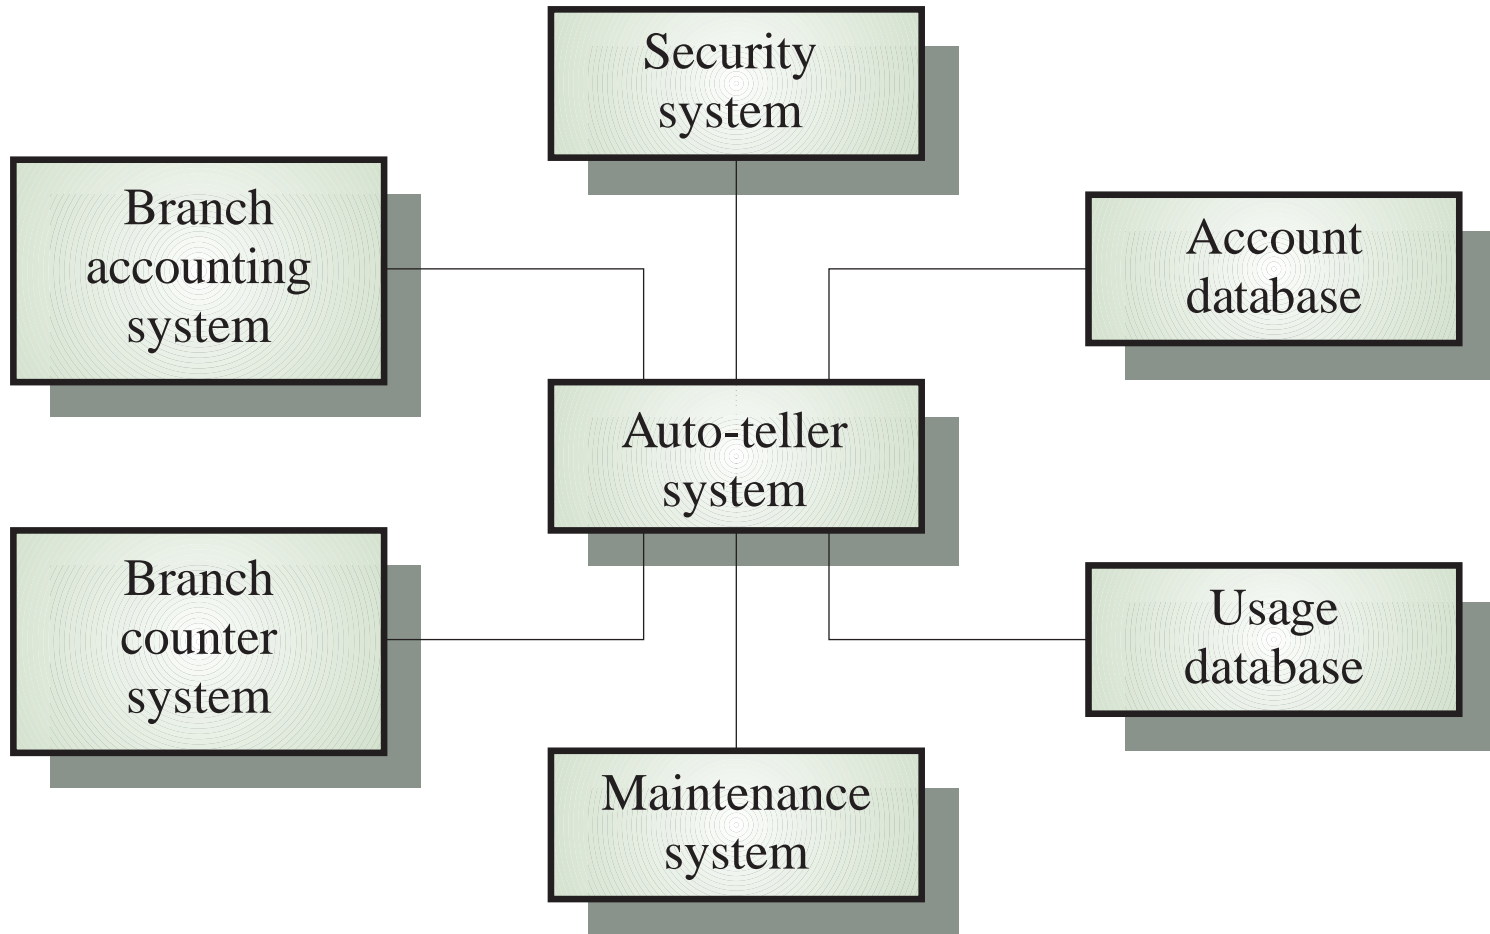 Security
system
Branch
accounting
system
Account
database
Auto-teller
system
Branch
counter
system
Usage
database
Maintenance
system